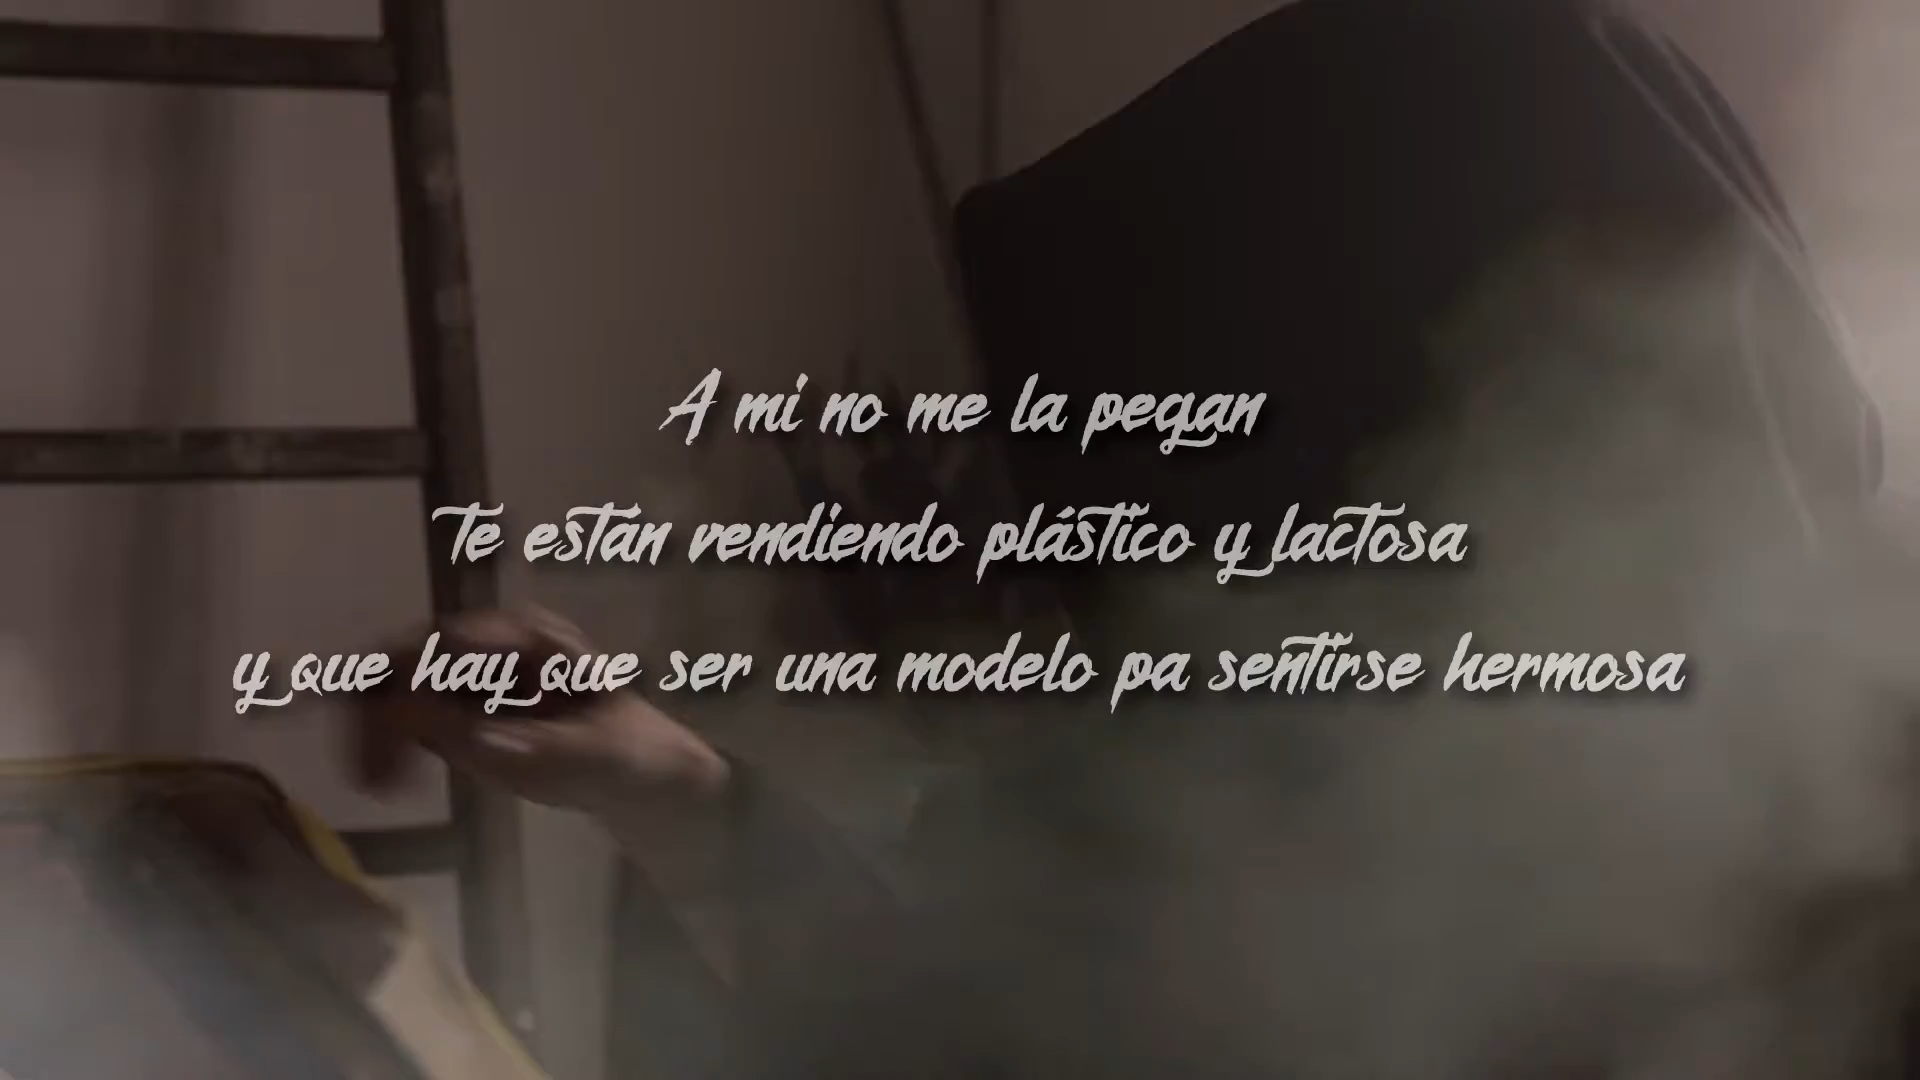 A mi no me la pegan
Te están vendiendo plástico y lactosa
y que hay que ser una modelo pa sentirse hermosa